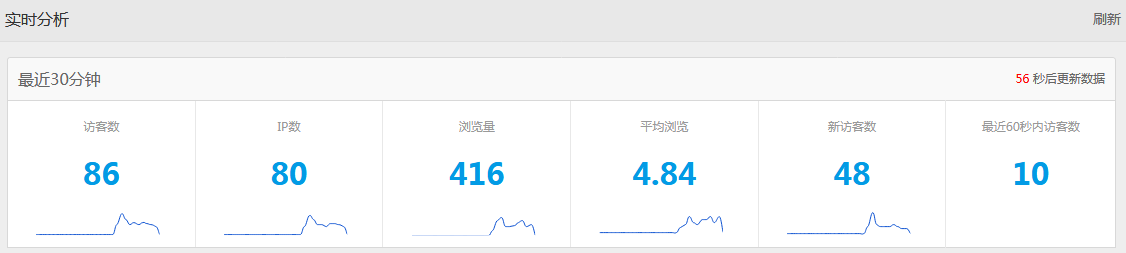 实时分析 刷新
最近30分钟 56 秒后更新数据
访客数 IP数 浏览量 平均浏览 新访客数 最近60秒内访客数
86 80 416 4.84 48 10